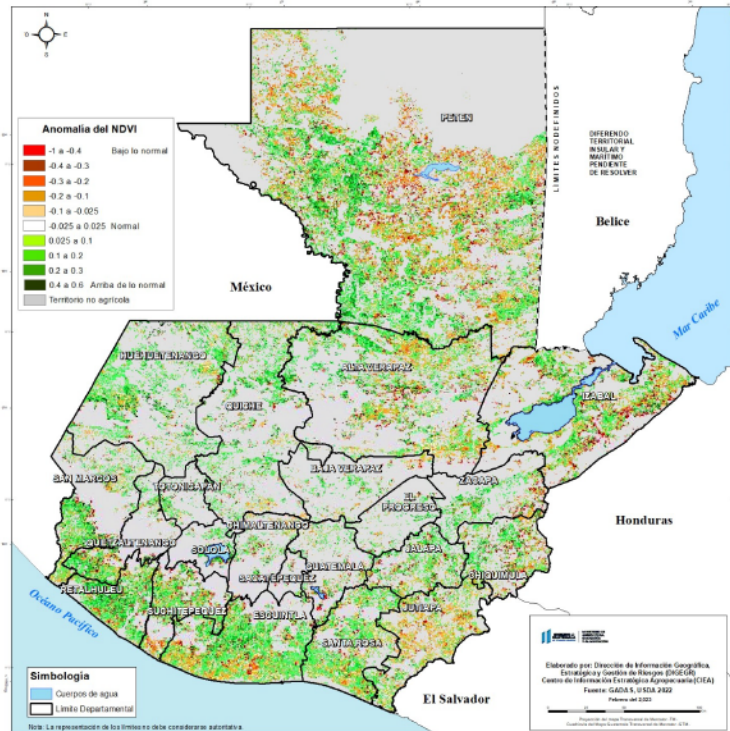 N
E
O
S
Anomalia del NDVI
-1 a -0.4 Bajo lo normal
-0.4 a -0.3
-0.3 a -0.2
-0.2 a -0.1
-0.1 a -0.025
-0.025 a 0.025 Normal
0.025 a 0.1
0.1 a 0.2
0.2 a 0.3
0.4 a 0.6 Arriba de lo normal
Territorio no agrícola
PETEN
LIMITES NO DEFINIDOS
DIFERENDO
TERRITORIAL
INSULAR Y
MARÍTIMO
PENDIENTE
DE RESOLVER
Belice
México
Mar Caribe
HUEHUETENANGO
ALTA VERAPAZ
QUICHE
IZABAL
SAN MARCOS
TOTONICAPAN
BAJA VERAPAZ
ZACAPA
EL
PROGRESO
Honduras
QUETZALTENANGO
CHIMALTENANGO
SOLOLA
GUATEMALA
JALAPA
SACATEPEQUEZ
CHIQUIMULA
RETALHULEU
SUCHITEPEQUEZ
ESCUINTLA
JUTIAPA
SANTA ROSA
Océano Pacífico
El Salvador
Simbologia
Cuerpos de agua
Límite Departamental
Nota: La representación de los límites no debe considerarse autoritativa.
Elaborado por: Dirección de Información Geográfica,
Estratégica y Gestión de Riesgos (DIGEGR)
Centro de Información Estratégica Agropecuaria (CIEA)
Fuente: GADAS, USDA 2022
Febrero del 2,023